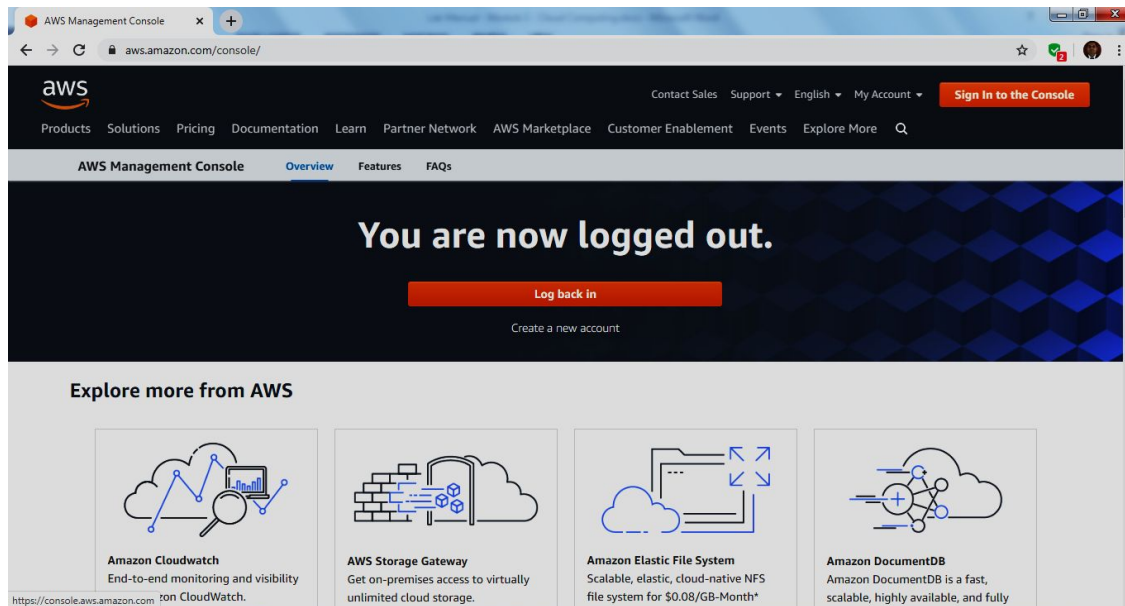 AWS Management Console
aws.amazon.com/console/
2
aws
Contact Sales Support English My Account Sign In to the Console
Products Solutions Pricing Documentation Learn Partner Network AWS Marketplace Customer Enablement Events Explore More
AWS Management Console Overview Features FAQs
You are now logged out.
Log back in
Create a new account
Explore more from AWS
Amazon Cloudwatch
End-to-end monitoring and visibility
zon CloudWatch.
AWS Storage Gateway
Get on-premises access to virtually
unlimited cloud storage.
Amazon Elastic File System
Scalable, elastic, cloud-native NFS
file system for $0.08/GB-Month*
Amazon DocumentDB
Amazon DocumentDB is a fast,
scalable, highly available, and fully
https://console.aws.amazon.com